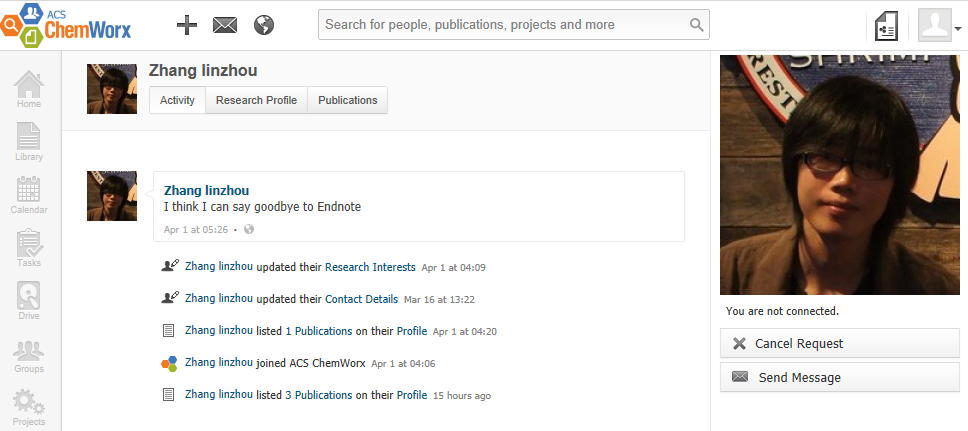 ACS
ChemWorx
Search for people, publications, projects and more
Home
Library
Calendar
Tasks
Drive
Groups
Projects
Zhang linzhou
Activity
Research Profile
Publications
Zhang linzhou
I think I can say goodbye to Endnote
Apr 1 at 05:26 •
Zhang linzhou updated their Research Interests Apr 1 at 04:09
Zhang linzhou updated their Contact Details Mar 16 at 13:22
Zhang linzhou listed 1 Publications on their Profile Apr 1 at 04:20
Zhang linzhou joined ACS ChemWorx Apr 1 at 04:06
Zhang linzhou listed 3 Publications on their Profile 15 hours ago
You are not connected.
Cancel Request
Send Message